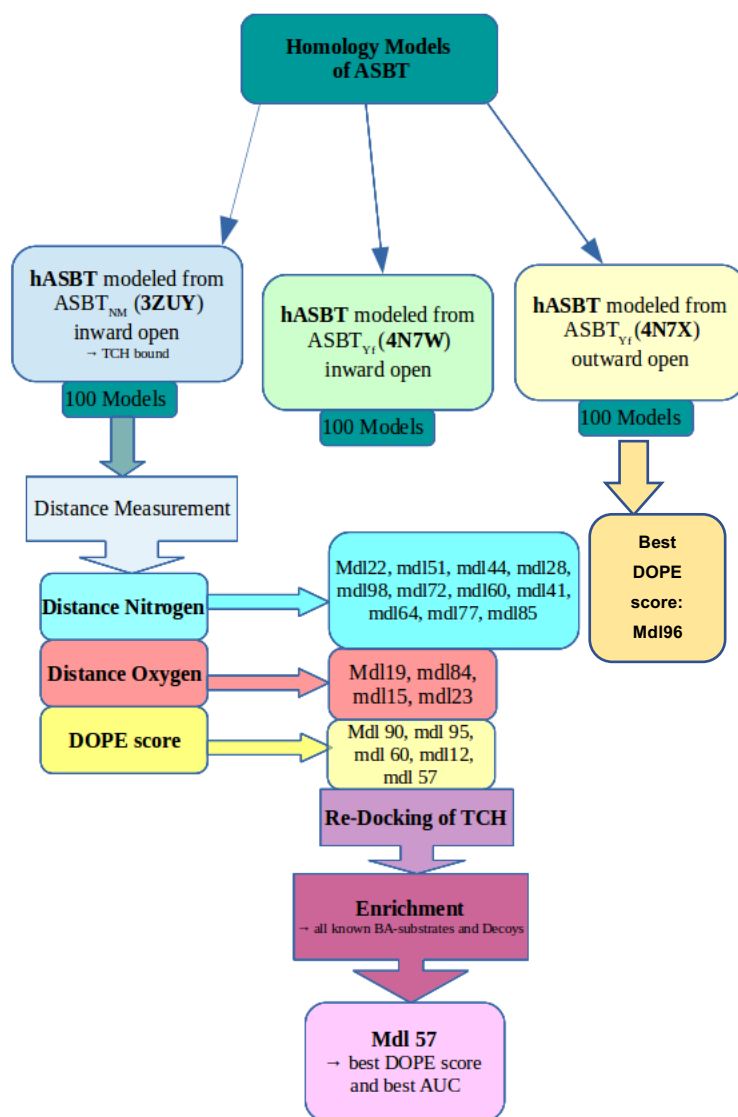 Homology Models
of ASBT
hASBT modeled from
ASBT_NM (3ZUY)
inward open
→ TCH bound
100 Models
hASBT modeled from
ASBT_Yf (4N7W)
inward open
100 Models
hASBT modeled from
ASBT_Yf (4N7X)
outward open
100 Models
Distance Measurement
Best
DOPE
score:
Mdl96
Distance Nitrogen
Mdl22, mdl51, mdl44, mdl28,
mdl98, mdl72, mdl60, mdl41,
mdl64, mdl77, mdl85
Distance Oxygen
Mdl19, mdl84,
mdl15, mdl23
DOPE score
Mdl 90, mdl 95,
mdl 60, mdl12,
mdl 57
Re-Docking of TCH
Enrichment
→ all known BA-substrates and Decoys
Mdl 57
→ best DOPE score
and best AUC